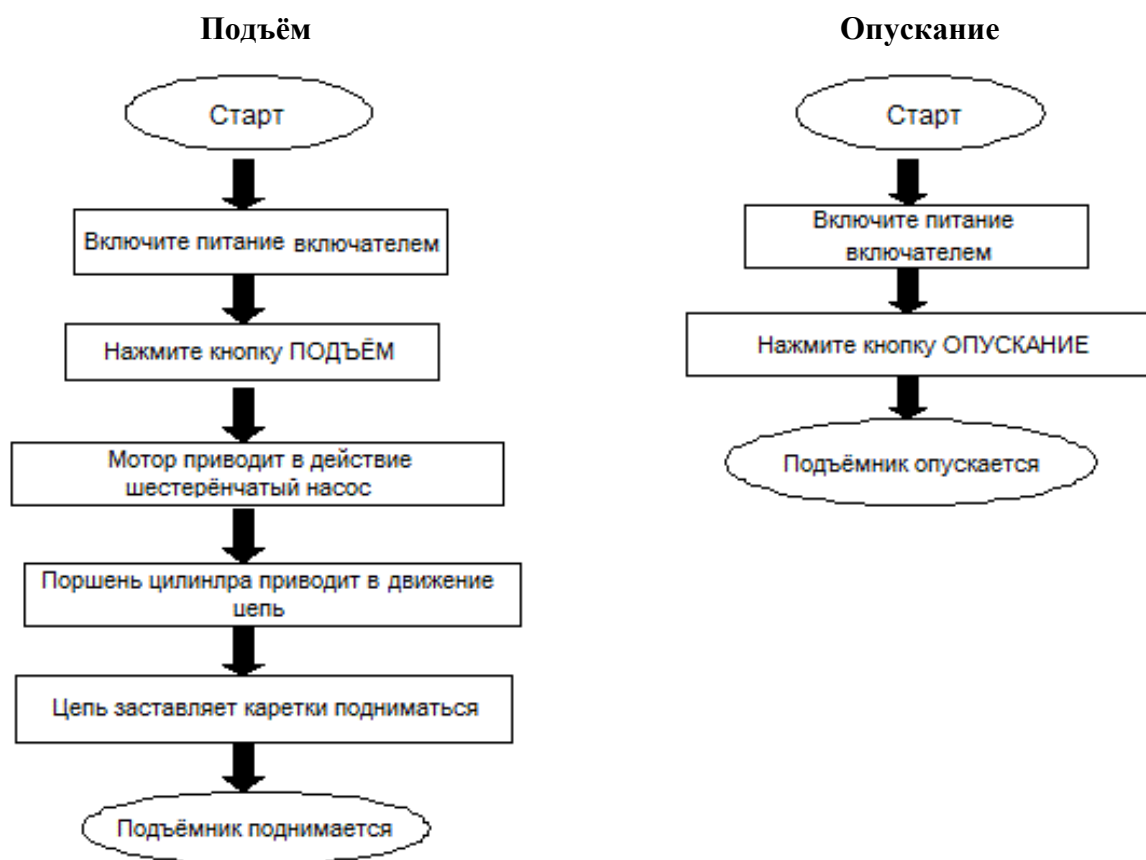 Подъём
Старт
Включите питание включателем
Нажмите кнопку ПОДЪЁМ
Мотор приводит в действие
шестерёнчатый насос
Поршень цилинлра приводит в движение
цепь
Цепь заставляет каретки подниматься
Подъёмник поднимается
Опускание
Старт
Включите питание
включателем
Нажмите кнопку ОПУСКАНИЕ
Подъёмник опускается